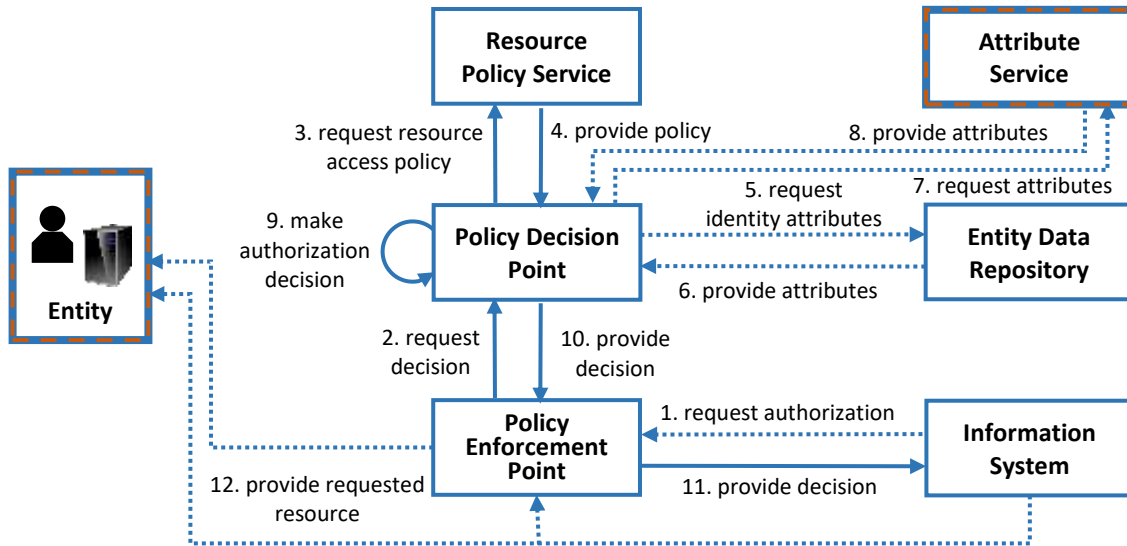 Resource
Policy Service
Attribute
Service
3. request resource
access policy
4. provide policy
8. provide attributes
7. request attributes
5. request
identity attributes
9. make
authorization
decision
Policy Decision
Point
Entity Data
Repository
6. provide attributes
Entity
2. request
decision
10. provide
decision
1. request authorization
Policy
Enforcement
Point
Information
System
11. provide decision
12. provide requested
resource